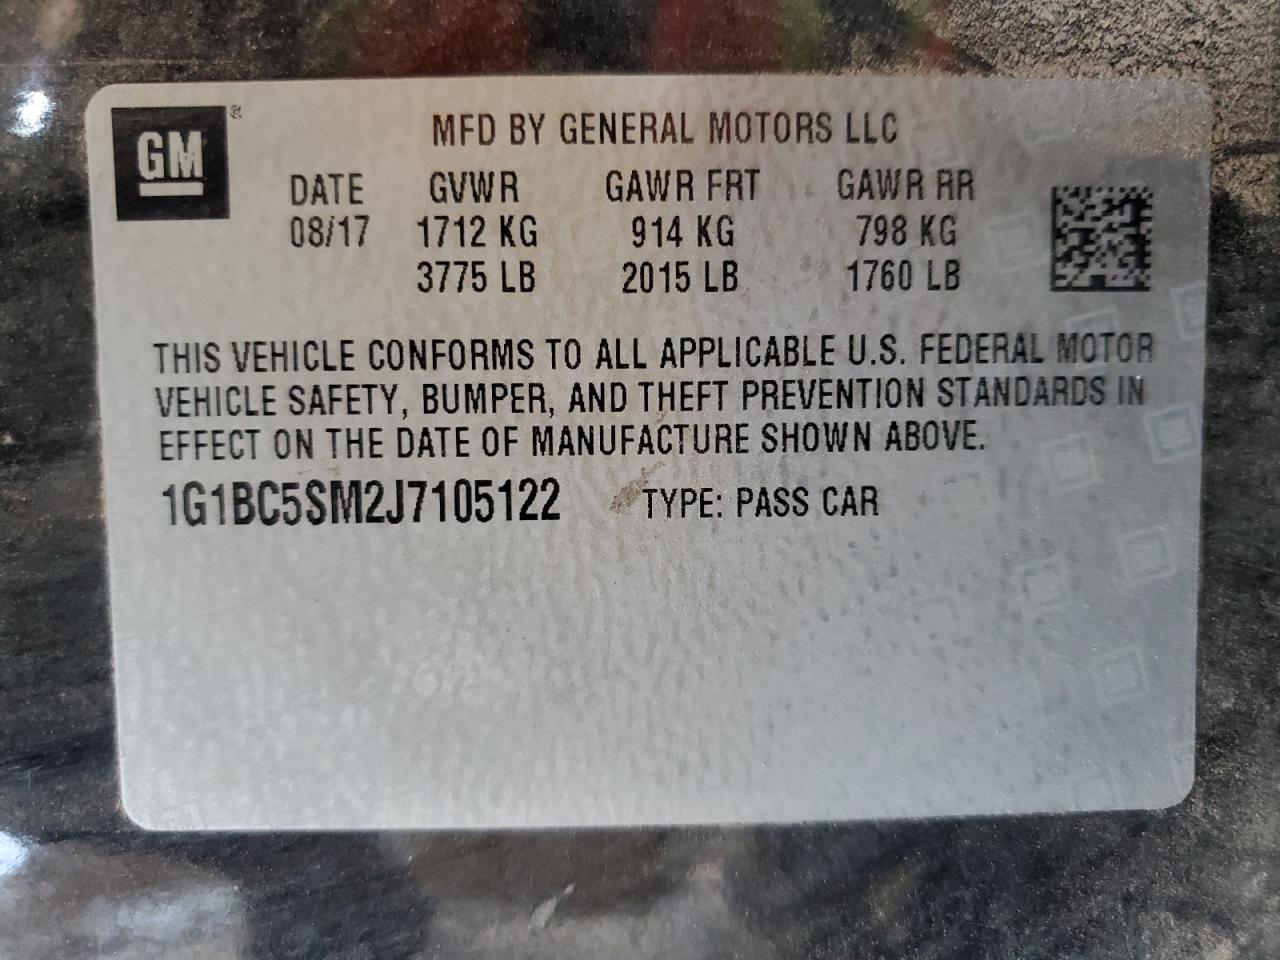 GM ®
MFD BY GENERAL MOTORS LLC
DATE GVWR GAWR FRT GAWR RR
08/17 1712 KG 914 KG 798 KG
3775 LB 2015 LB 1760 LB
THIS VEHICLE CONFORMS TO ALL APPLICABLE U.S. FEDERAL MOTOR
VEHICLE SAFETY, BUMPER, AND THEFT PREVENTION STANDARDS IN
EFFECT ON THE DATE OF MANUFACTURE SHOWN ABOVE.
1G1BC5SM2J7105122 TYPE: PASS CAR